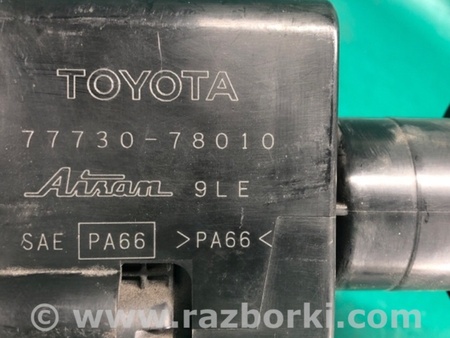 TOYOTA
77730-78010
Aisan 9LE
SAE PA66 >PA66<
www.razborki.com